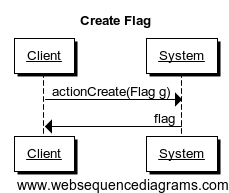 Create Flag
Client System
actionCreate(Flag g)
flag
Client System
www.websequencediagrams.com